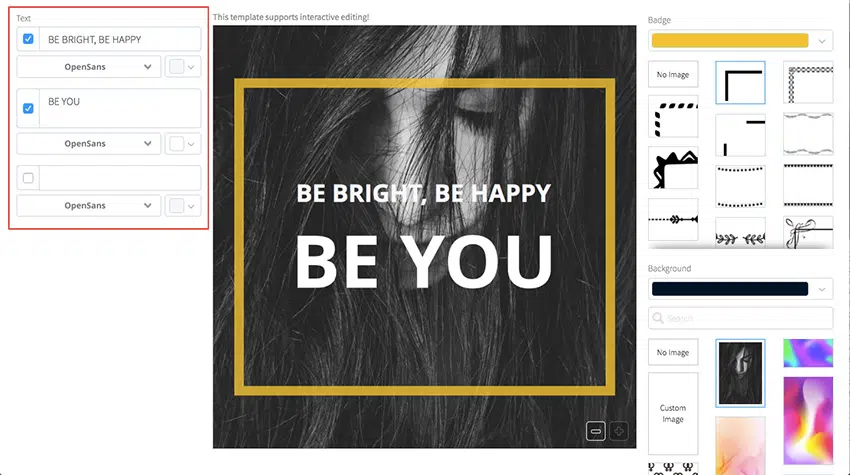 Text
BE BRIGHT, BE HAPPY
OpenSans
BE YOU
OpenSans
OpenSans
This template supports interactive editing!
BE BRIGHT, BE HAPPY
BE YOU
Badge
No Image
Background
Search
No Image
Custom
Image